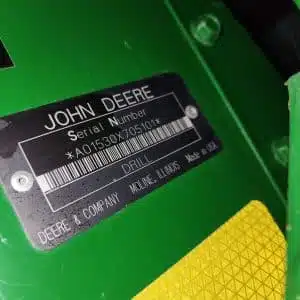 JOHN DEERE
Serial Number
*A01530X705101*
DRILL
DEERE & COMPANY MOLINE, ILLINOIS Made in USA